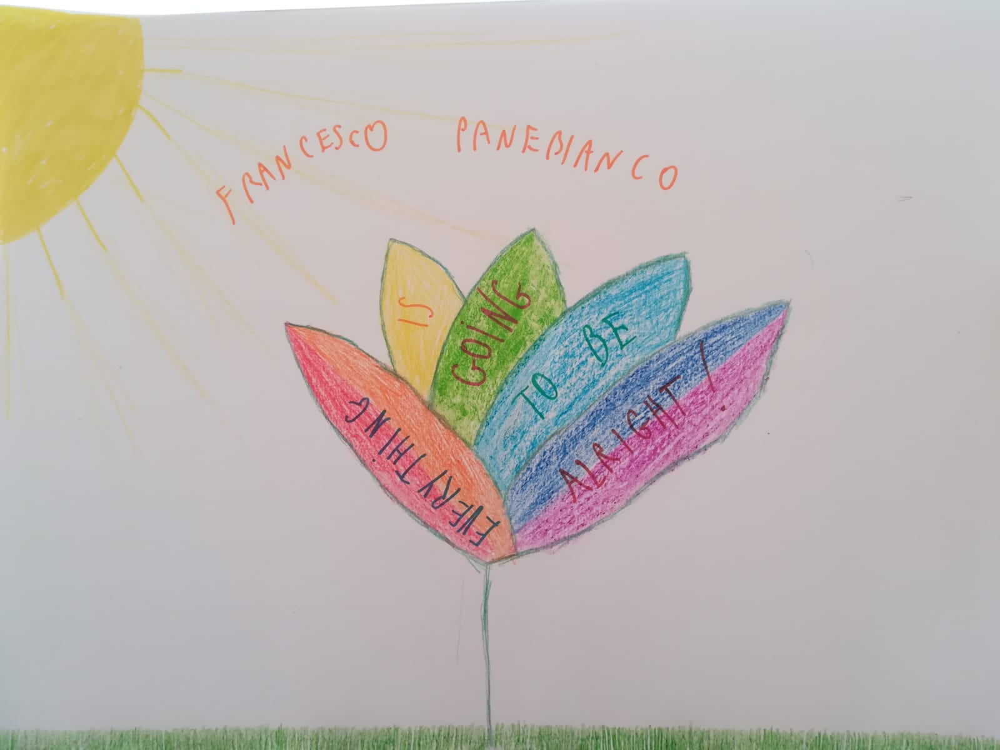 FRANCESCO PANEBIANCO
EVERYTHING
IS
GOING
TO BE
ALRIGHT!